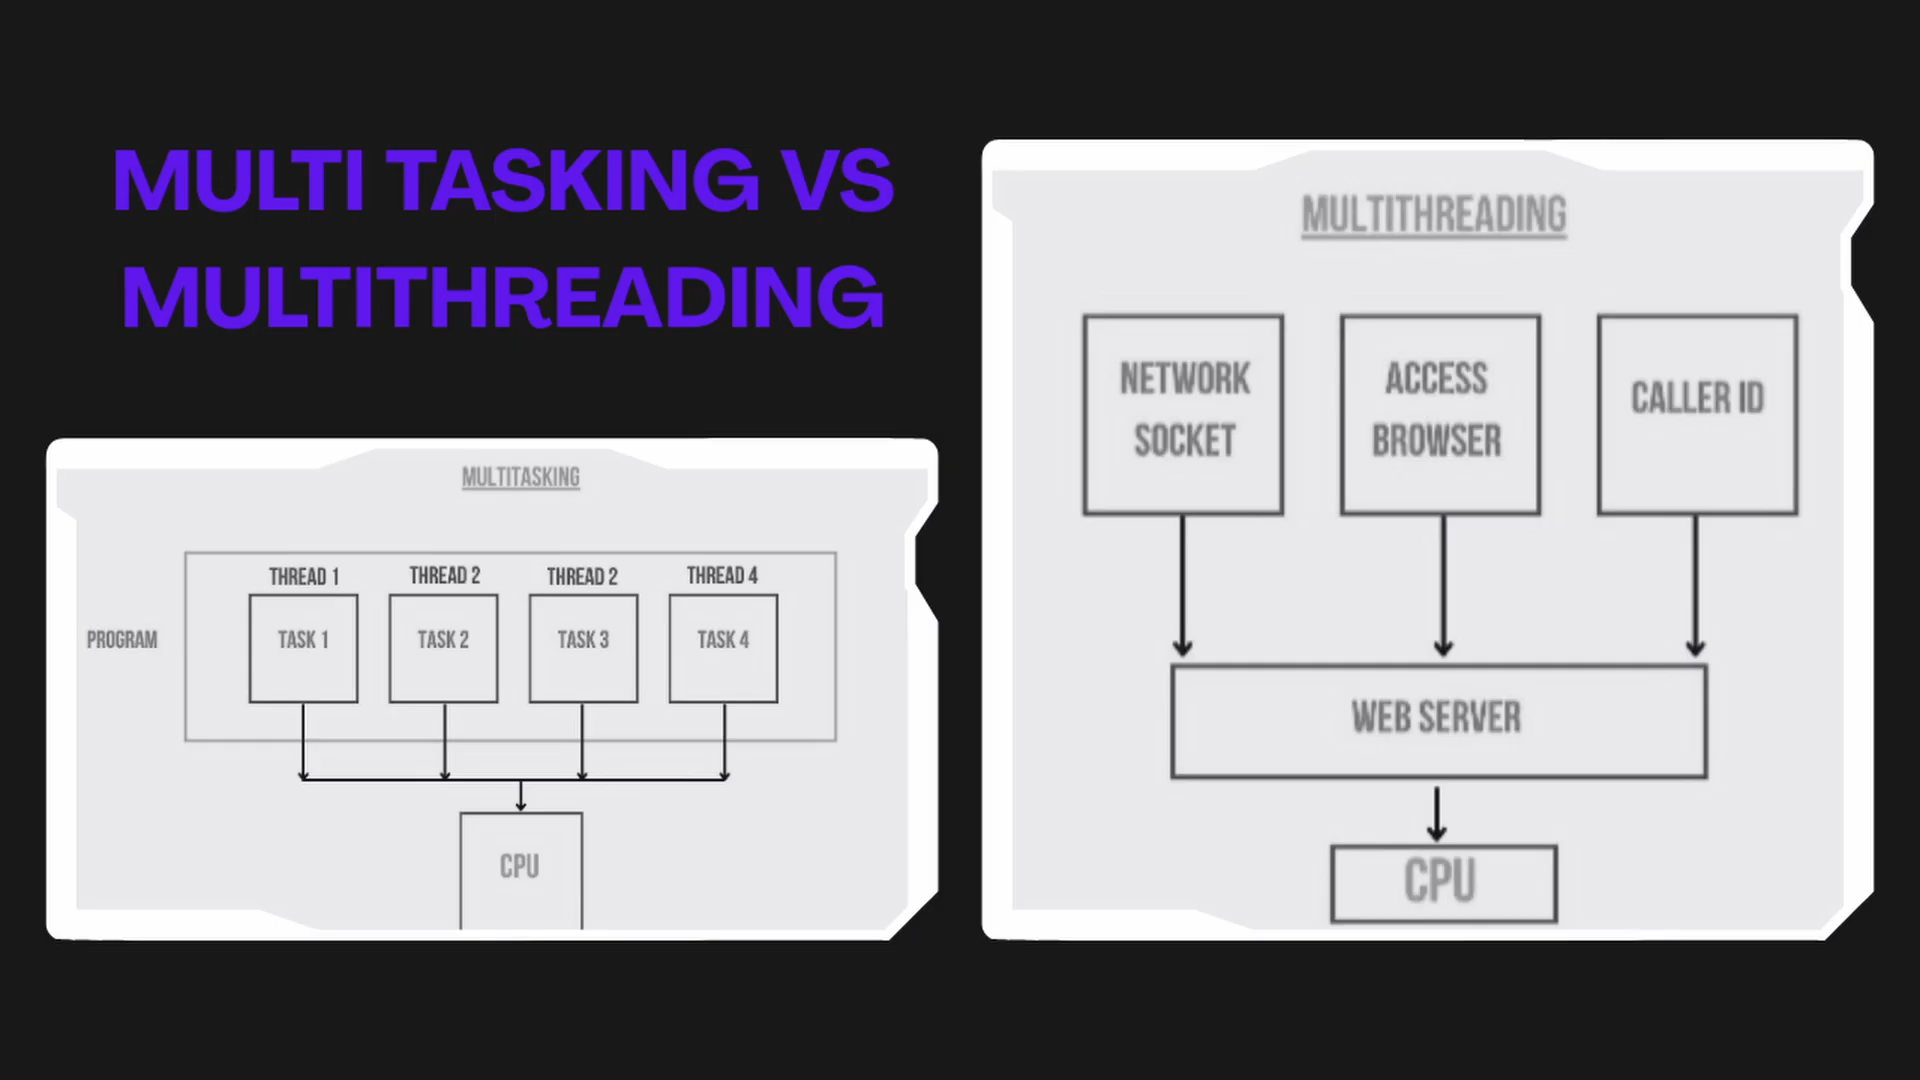 MULTI TASKING VS
MULTITHREADING
MULTITASKING
THREAD 1
THREAD 2
THREAD 2
THREAD 4
PROGRAM
TASK 1
TASK 2
TASK 3
TASK 4
CPU
MULTITHREADING
NETWORK
SOCKET
ACCESS
BROWSER
CALLER ID
WEB SERVER
CPU